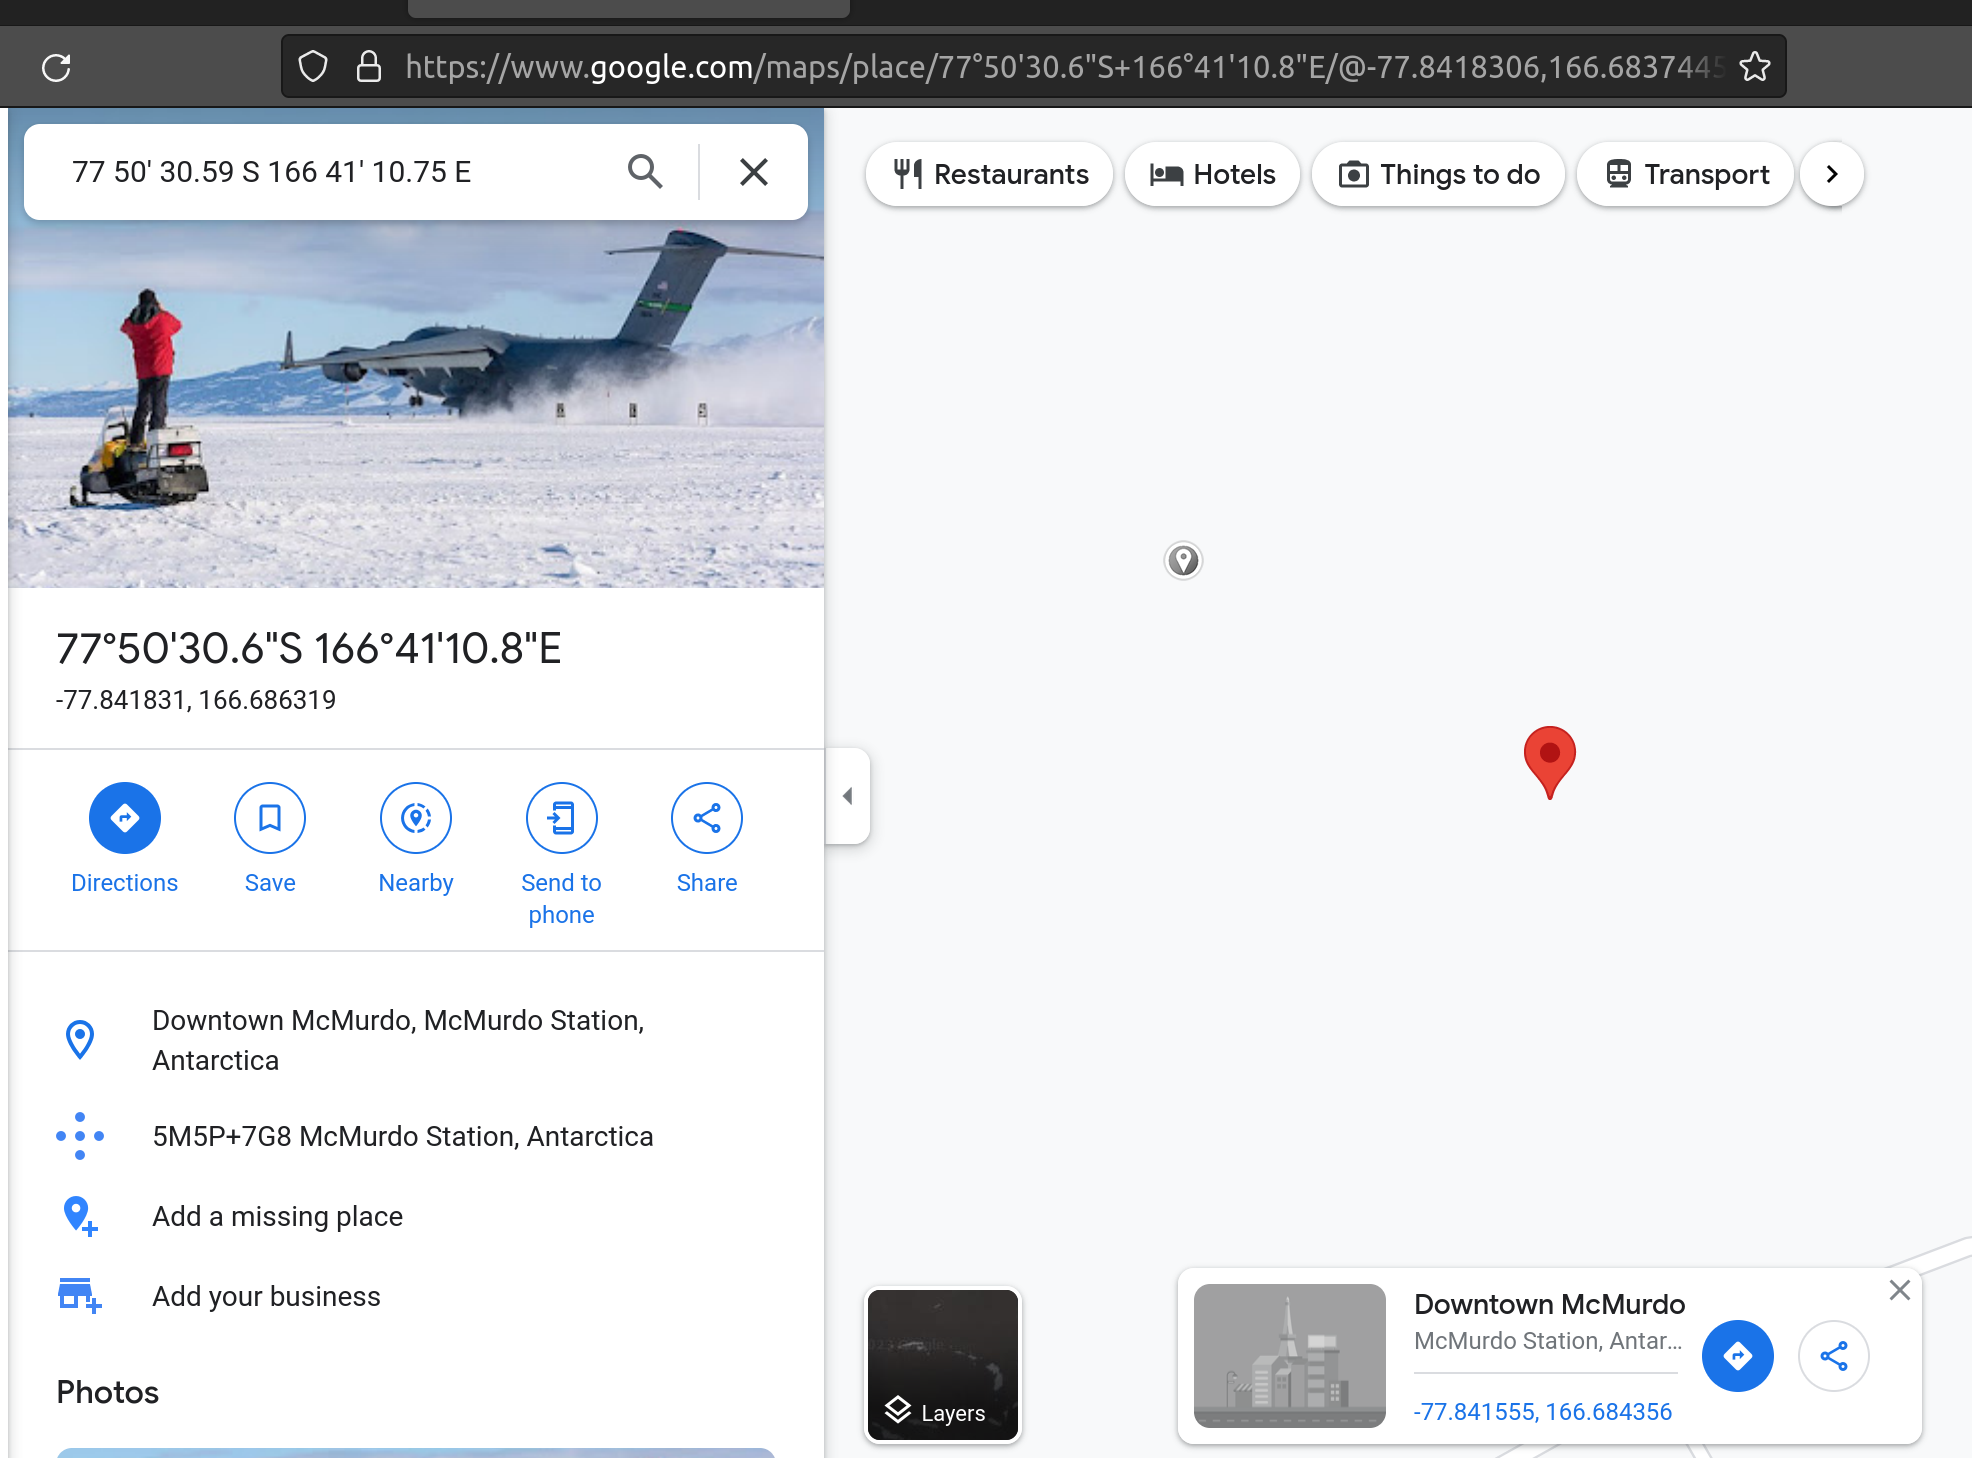 https://www.google.com/maps/place/77°50'30.6"S+166°41'10.8"E/@-77.8418306,166.6837445
77 50' 30.59 S 166 41' 10.75 E
Restaurants
Hotels
Things to do
Transport
77°50'30.6"S 166°41'10.8"E
-77.841831, 166.686319
Directions
Save
Nearby
Send to
phone
Share
Downtown McMurdo, McMurdo Station,
Antarctica
5M5P+7G8 McMurdo Station, Antarctica
Add a missing place
Add your business
Photos
Layers
Downtown McMurdo
McMurdo Station, Antar...
-77.841555, 166.684356